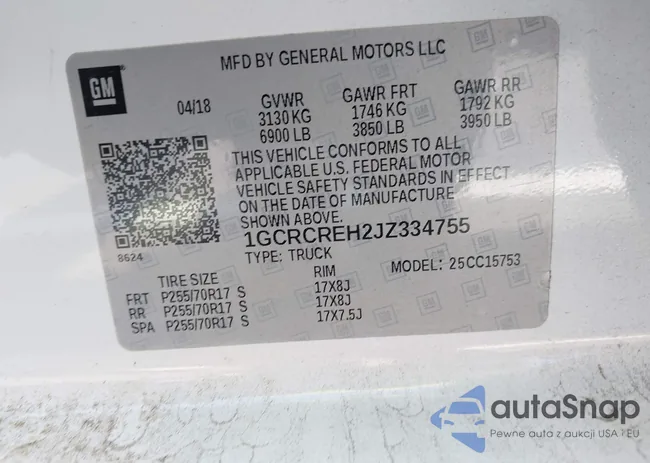 MFD BY GENERAL MOTORS LLC
GM
04/18 GVWR GAWR FRT GAWR RR
3130 KG 1746 KG 1792 KG
6900 LB 3850 LB 3950 LB
THIS VEHICLE CONFORMS TO ALL
APPLICABLE U.S. FEDERAL MOTOR
VEHICLE SAFETY STANDARDS IN EFFECT
ON THE DATE OF MANUFACTURE
SHOWN ABOVE.
8624
1GCRCREH2JZ334755
TYPE: TRUCK MODEL: 25CC15753
TIRE SIZE RIM
FRT P255/70R17 S 17X8J
RR P255/70R17 S 17X8J
SPA P255/70R17 S 17X7.5J
autoSnap
Pewne auta z aukcji USA i EU